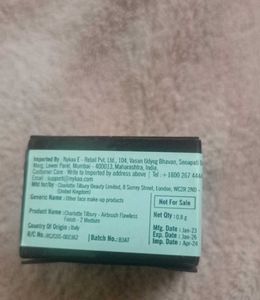 Imported By : Nykaa E - Retail Pvt. Ltd., 104, Vasan Udyog Bhavan, Senapati B
Marg, Lower Parel, Mumbai - 400013, Maharashtra, India.
Customer Care : Write to Imported by address above | Tel : +1800 267 444
Email : support@nykaa.com
Mfd for/by : Charlotte Tilbury Beauty Limited, 8 Surrey Street, London, WC2R 2ND -
(United Kingdom)
Generic Name : Other face make-up products
Not For Sale
Product Name : Charlotte Tilbury - Airbrush Flawless
Finish - 2 Medium
: 0.8 g
Country Of Origin : Italy
Mfg. Date : Jan-23
Exp. Date : Jan-26
Imp. Date : Apr-24
Batch No.: B3AT